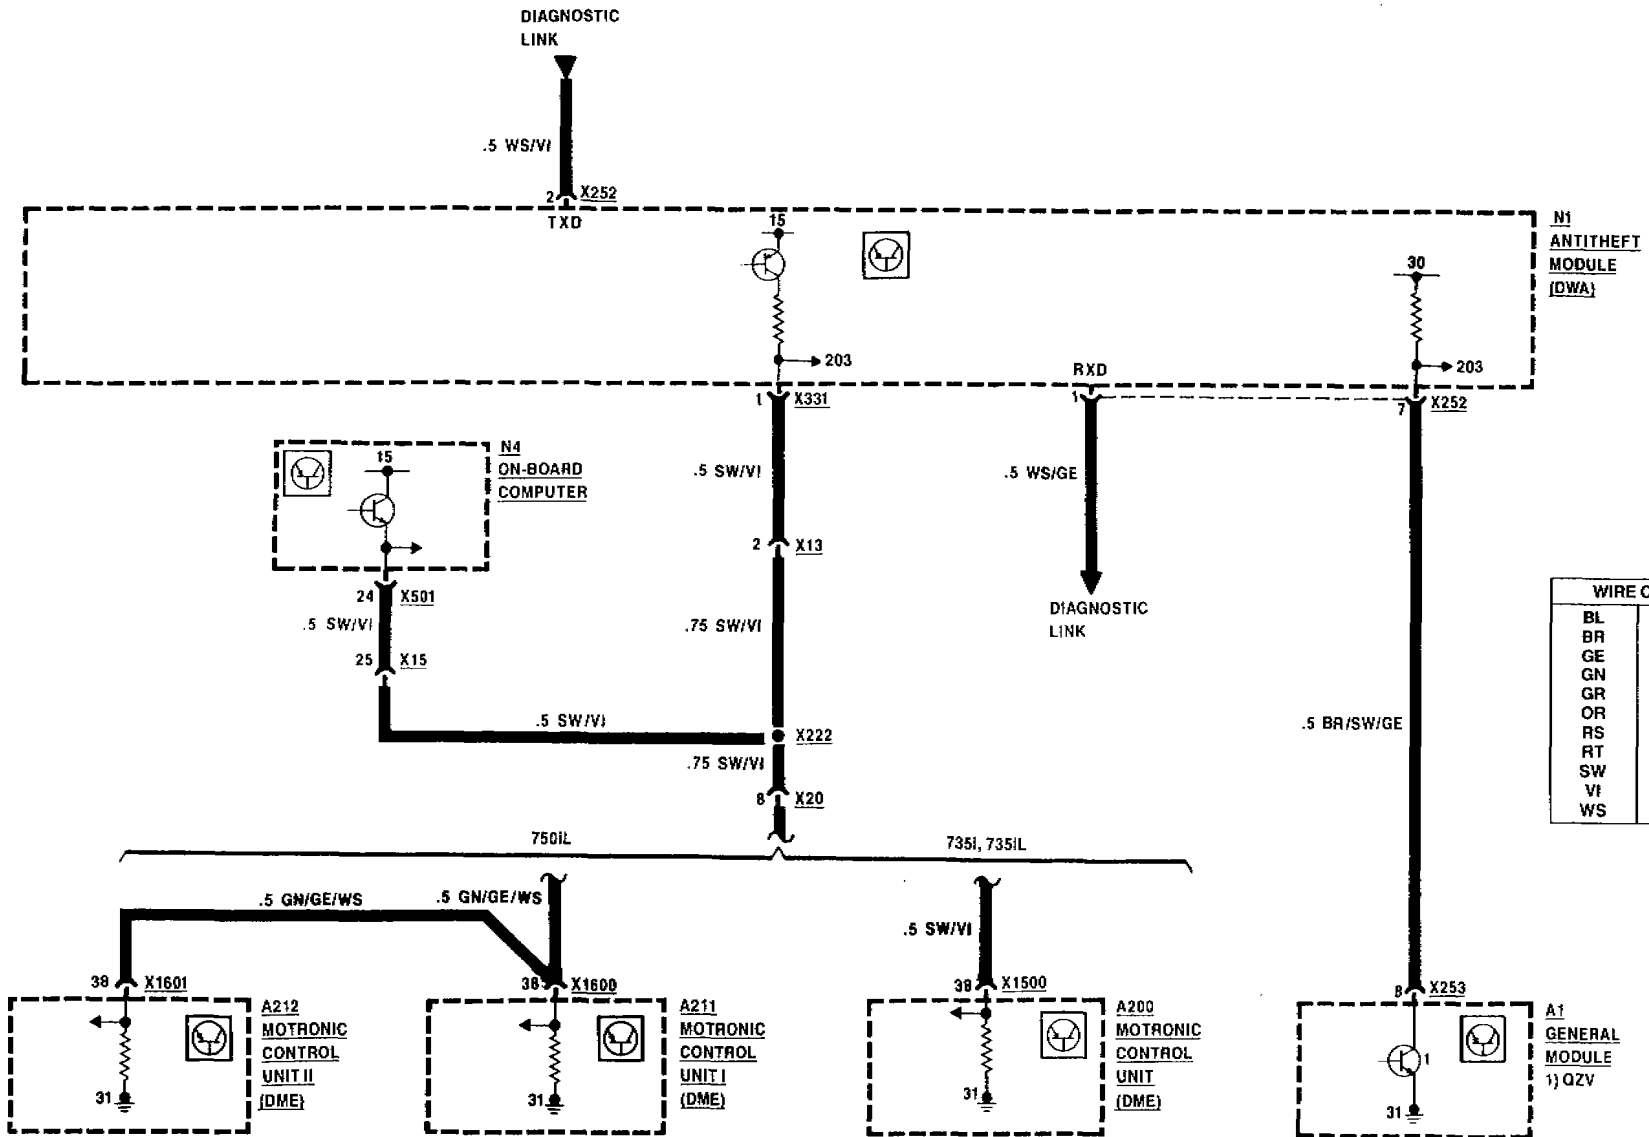 DIAGNOSTIC
LINK
.5 WS/VI
2 X252
TXD
15
N1
ANTITHEFT
MODULE
(DWA)
30
203
203
RXD
1 X331
1
7 X252
N4
ON-BOARD
COMPUTER
15
.5 SW/VI
.5 WS/GE
2 X13
24 X501
.5 SW/VI
25 X15
.75 SW/VI
DIAGNOSTIC
LINK
WIRE C
BL
BR
GE
GN
GR
OR
RS
RT
SW
VI
WS
.5 SW/VI
X222
.5 BR/SW/GE
.75 SW/VI
8 X20
750iL
735i, 735iL
.5 GN/GE/WS
.5 GN/GE/WS
.5 SW/VI
38 X1601
38 X1600
38 X1500
8 X253
A212
MOTRONIC
CONTROL
UNIT II
(DME)
31
A211
MOTRONIC
CONTROL
UNIT I
(DME)
31
A200
MOTRONIC
CONTROL
UNIT
(DME)
31
A1
GENERAL
MODULE
1) QZV
1
31